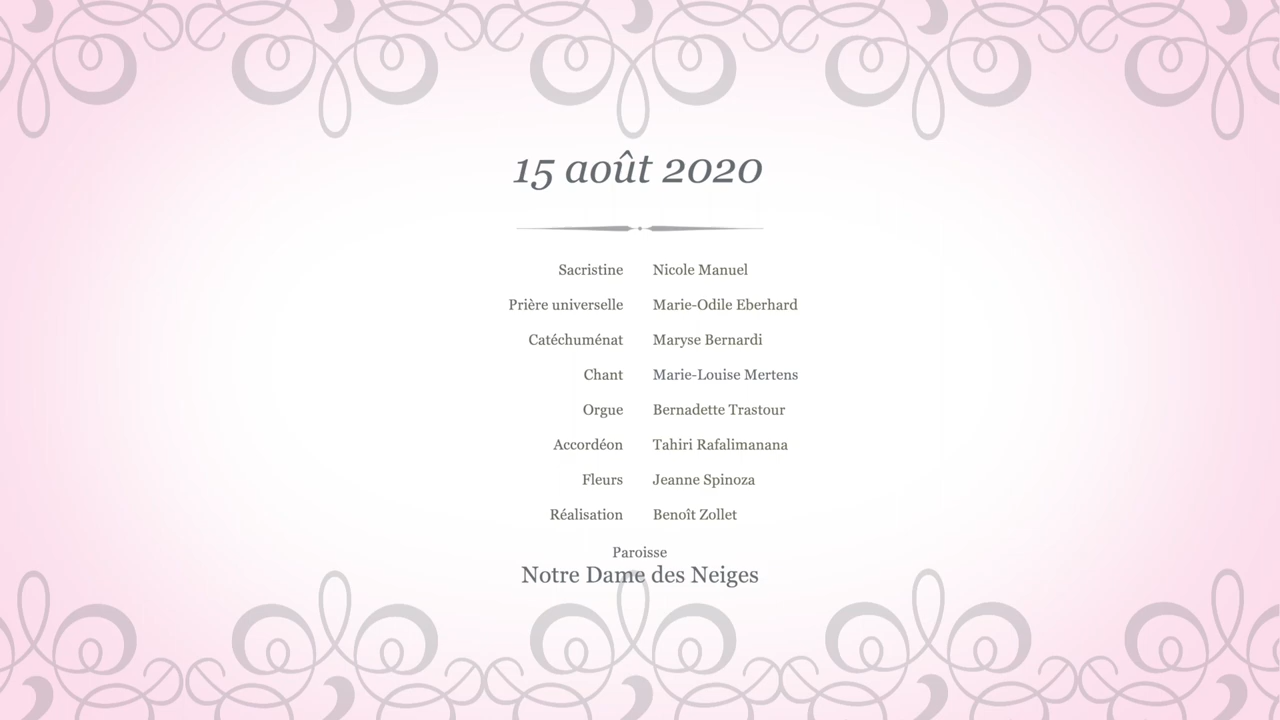 15 août 2020
Sacristine Nicole Manuel
Prière universelle Marie-Odile Eberhard
Catéchuménat Maryse Bernardi
Chant Marie-Louise Mertens
Orgue Bernadette Trastour
Accordéon Tahiri Rafalimanana
Fleurs Jeanne Spinoza
Réalisation Benoît Zollet
Paroisse
Notre Dame des Neiges